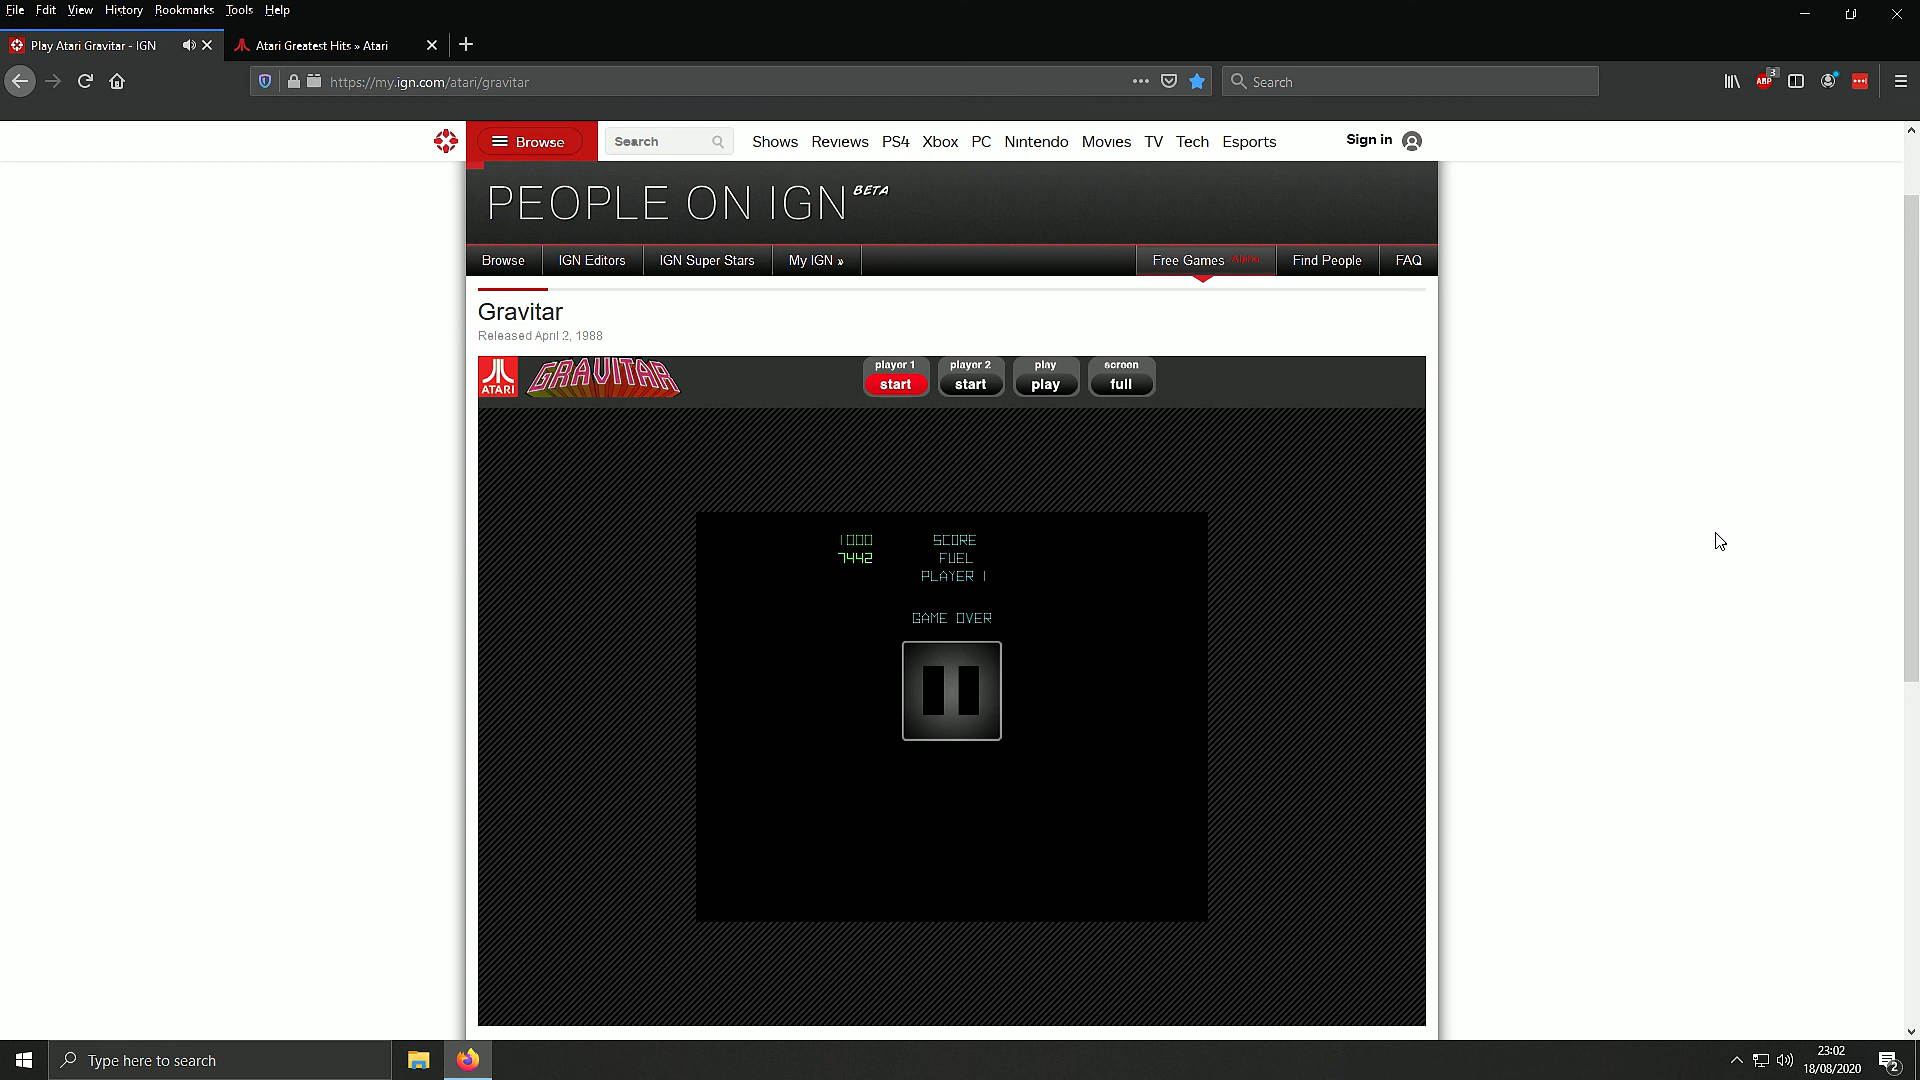 File Edit View History Bookmarks Tools Help
Play Atari Gravitar - IGN
Atari Greatest Hits » Atari
https://my.ign.com/atari/gravitar
Search
3
ABP
Browse
Search
Shows Reviews PS4 Xbox PC Nintendo Movies TV Tech Esports
Sign in
PEOPLE ON IGN BETA
Browse IGN Editors IGN Super Stars My IGN »
Free Games Alpha Find People FAQ
Gravitar
Released April 2, 1988
ATARI
GRAVITAR
player 1 player 2 play screen
start start play full
1000 SCORE
7442 FUEL
PLAYER 1
GAME OVER
Type here to search
23:02
18/08/2020
2